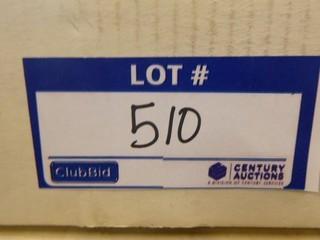 LOT #
510
ClubBid
CENTURY
AUCTIONS
A DIVISION OF CENTURY SERVICES